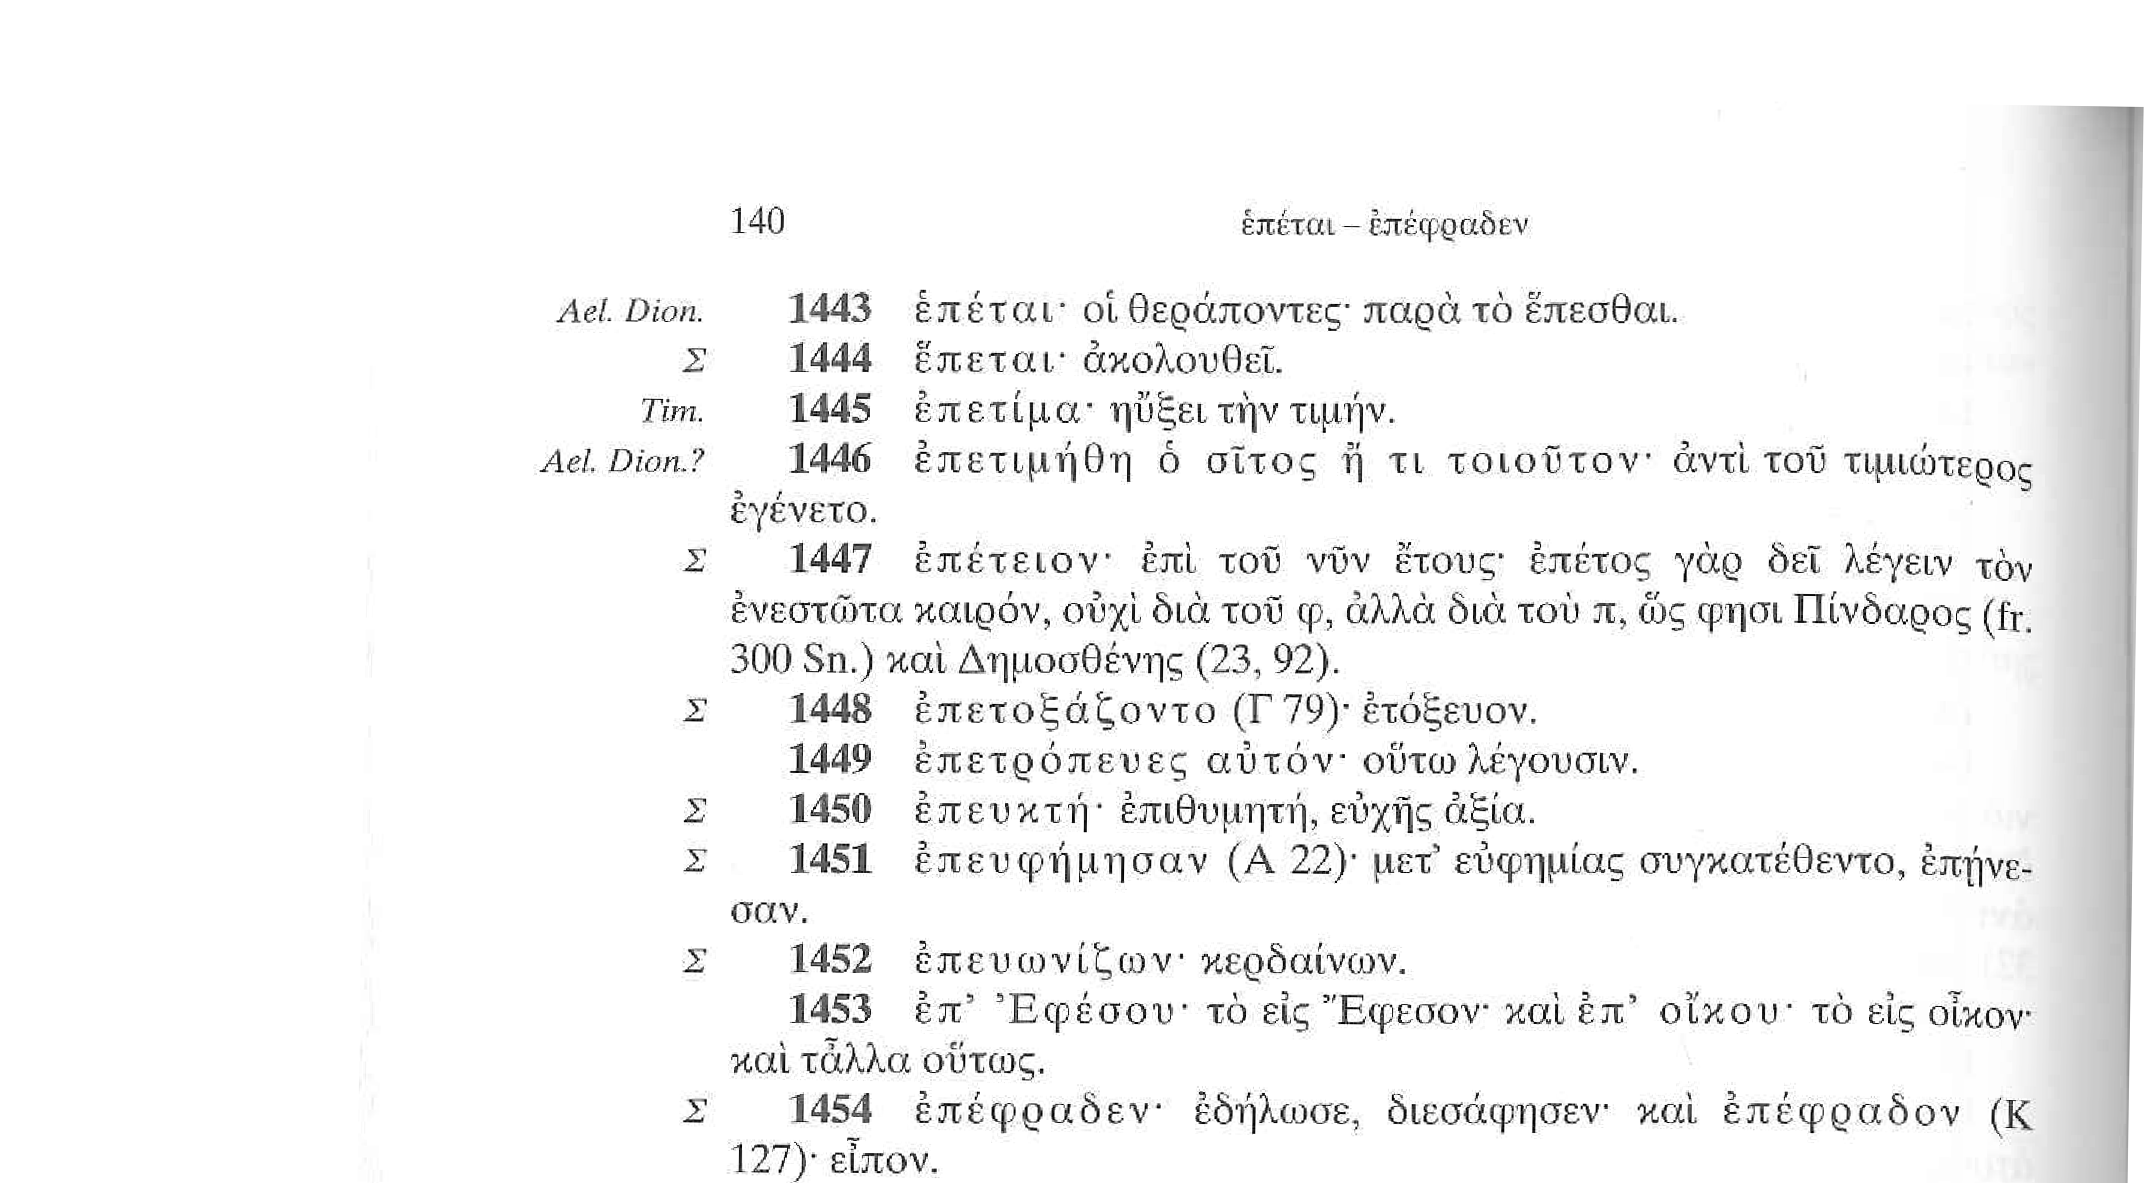 140 ἑπέται – ἐπέφραδεν
Ael. Dion. 1443 ἑπέται· οἱ θεράποντες· παρὰ τὸ ἕπεσθαι.
Σ 1444 ἕπεται· ἀκολουθεῖ.
Tim. 1445 ἐπετίμα· ηὔξει τὴν τιμήν.
Ael. Dion.? 1446 ἐπετιμήθη ὁ σῖτος ἤ τι τοιοῦτον· ἀντὶ τοῦ τιμιώτερος
ἐγένετο.
Σ 1447 ἐπέτειον· ἐπὶ τοῦ νῦν ἔτους· ἐπέτος γὰρ δεῖ λέγειν τὸν
ἐνεστῶτα καιρόν, οὐχὶ διὰ τοῦ φ, ἀλλὰ διὰ τοὺ π, ὥς φησι Πίνδαρος (fr.
300 Sn.) καὶ Δημοσθένης (23, 92).
Σ 1448 ἐπετοξάζοντο (Γ 79)· ἐτόξευον.
1449 ἐπετρόπευες αὐτόν· οὕτω λέγουσιν.
Σ 1450 ἐπευκτή· ἐπιθυμητή, εὐχῆς ἀξία.
Σ 1451 ἐπευφήμησαν (Α 22)· μετ’ εὐφημίας συγκατέθεντο, ἐπῄνε-
σαν.
Σ 1452 ἐπευωνίζων· κερδαίνων.
1453 ἐπ’ Ἐφέσου· τὸ εἰς Ἔφεσον· καὶ ἐπ’ οἴκου· τὸ εἰς οἶκον·
καὶ τἆλλα οὕτως.
Σ 1454 ἐπέφραδεν· ἐδήλωσε, διεσάφησεν· καὶ ἐπέφραδον (Κ
127)· εἶπον.